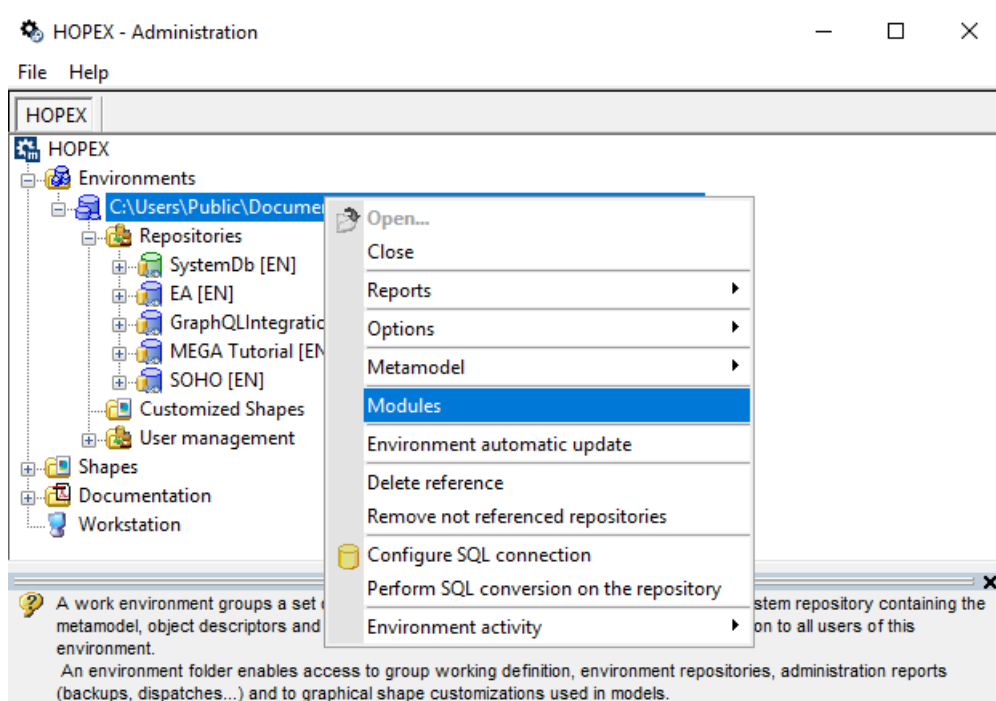 HOPEX - Administration
File Help
HOPEX
HOPEX
Environments
C:\Users\Public\Docume
Repositories
SystemDb [EN]
EA [EN]
GraphQLIntegratio
MEGA Tutorial [EN
SOHO [EN]
Customized Shapes
User management
Shapes
Documentation
Workstation
Open...
Close
Reports
Options
Metamodel
Modules
Environment automatic update
Delete reference
Remove not referenced repositories
Configure SQL connection
Perform SQL conversion on the repository
Environment activity
A work environment groups a set stem repository containing the
metamodel, object descriptors and on to all users of this
environment.
An environment folder enables access to group working definition, environment repositories, administration reports
(backups, dispatches...) and to graphical shape customizations used in models.